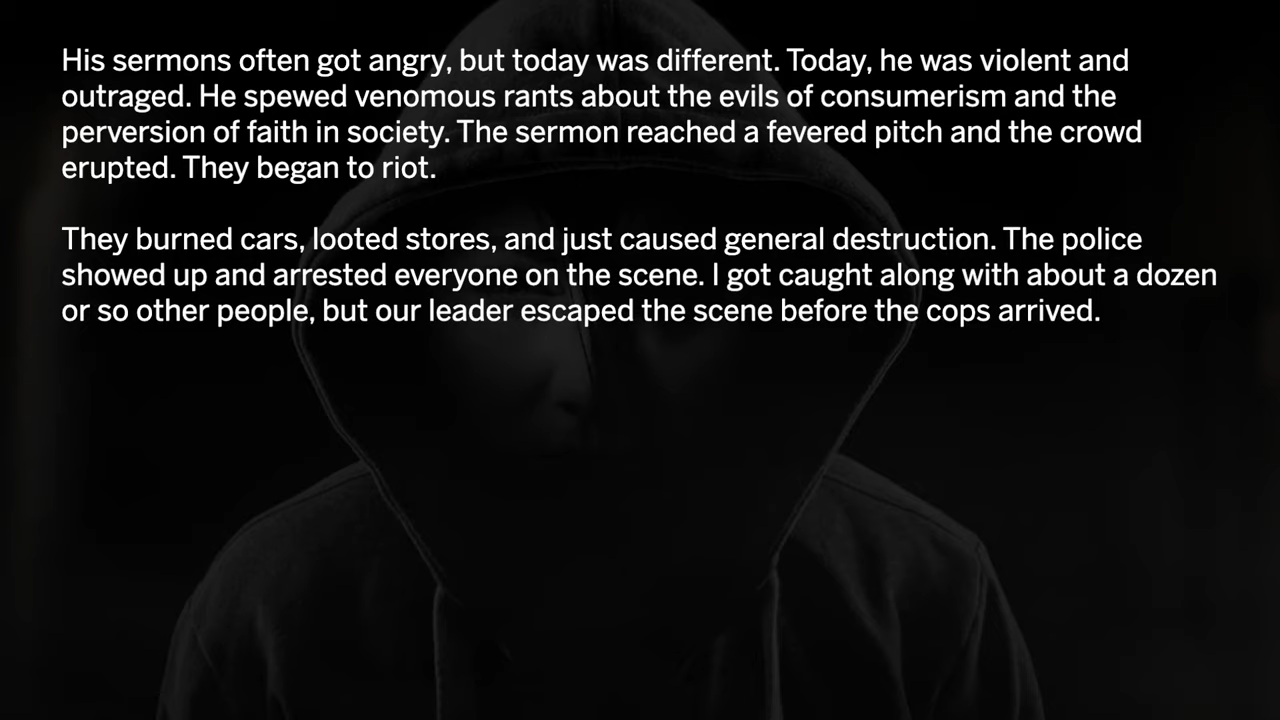 His sermons often got angry, but today was different. Today, he was violent and
outraged. He spewed venomous rants about the evils of consumerism and the
perversion of faith in society. The sermon reached a fevered pitch and the crowd
erupted. They began to riot.
They burned cars, looted stores, and just caused general destruction. The police
showed up and arrested everyone on the scene. I got caught along with about a dozen
or so other people, but our leader escaped the scene before the cops arrived.